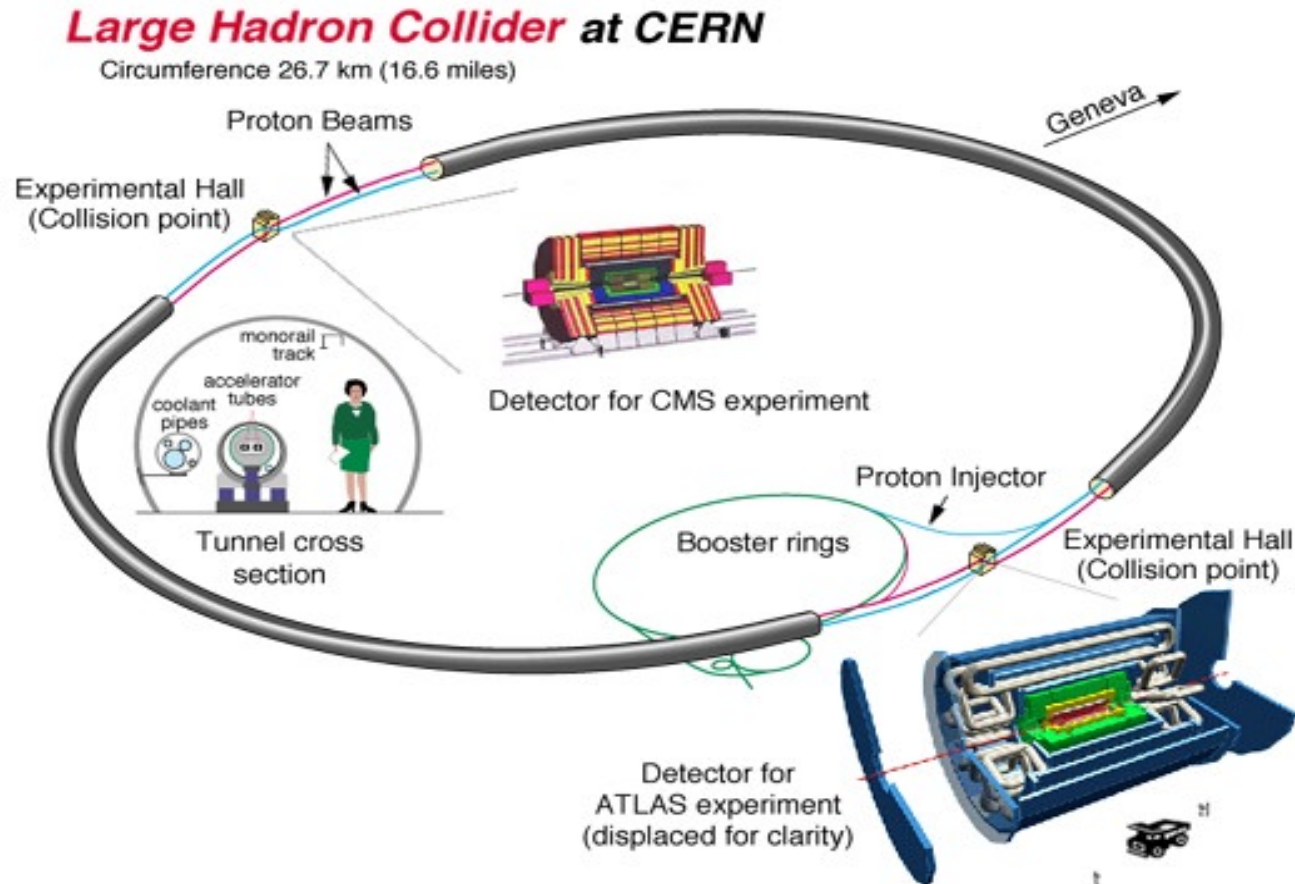 Large Hadron Collider at CERN
Circumference 26.7 km (16.6 miles)
Geneva
Proton Beams
Experimental Hall
(Collision point)
monorail
track
accelerator
tubes
coolant
pipes
Tunnel cross
section
Detector for CMS experiment
Proton Injector
Booster rings
Experimental Hall
(Collision point)
Detector for
ATLAS experiment
(displaced for clarity)